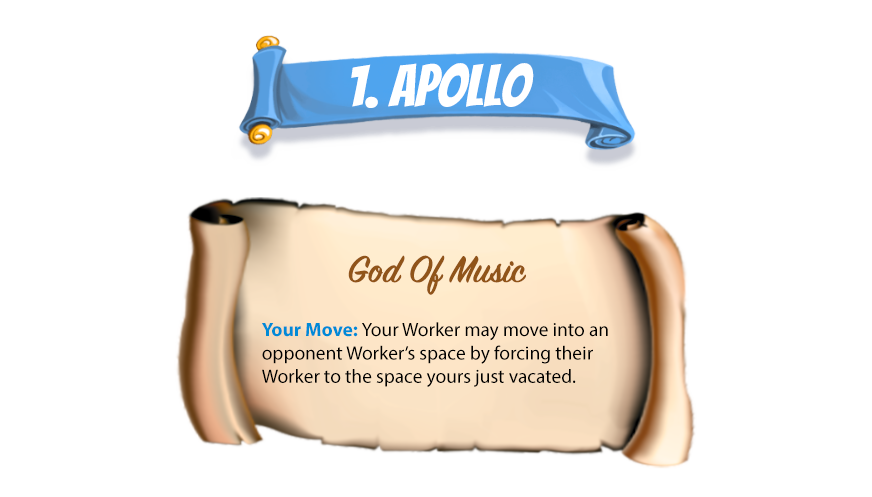 1. APOLLO
God Of Music
Your Move: Your Worker may move into an
opponent Worker’s space by forcing their
Worker to the space yours just vacated.